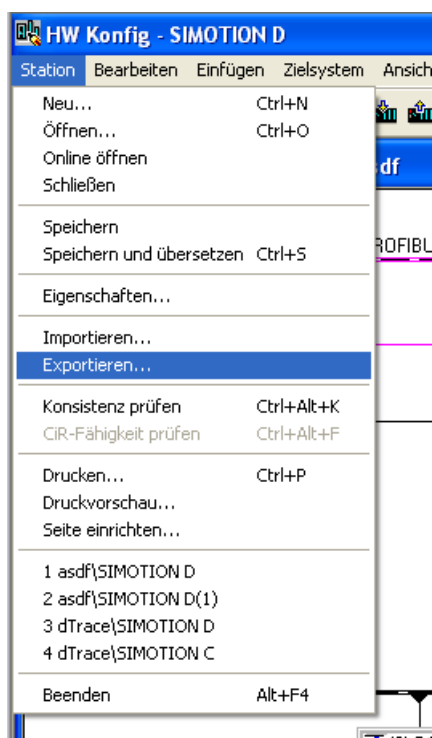 HW Konfig - SIMOTION D
Station Bearbeiten Einfügen Zielsystem Ansich
Neu... Ctrl+N
Öffnen... Ctrl+O
Online öffnen
Schließen
df
Speichern
ROFIBU
Speichern und übersetzen Ctrl+S
Eigenschaften...
Importieren...
Exportieren...
Konsistenz prüfen Ctrl+Alt+K
CiR-Fähigkeit prüfen Ctrl+Alt+F
Drucken... Ctrl+P
Druckvorschau...
Seite einrichten...
1 asdf\SIMOTION D
2 asdf\SIMOTION D(1)
3 dTrace\SIMOTION D
4 dTrace\SIMOTION C
Beenden Alt+F4